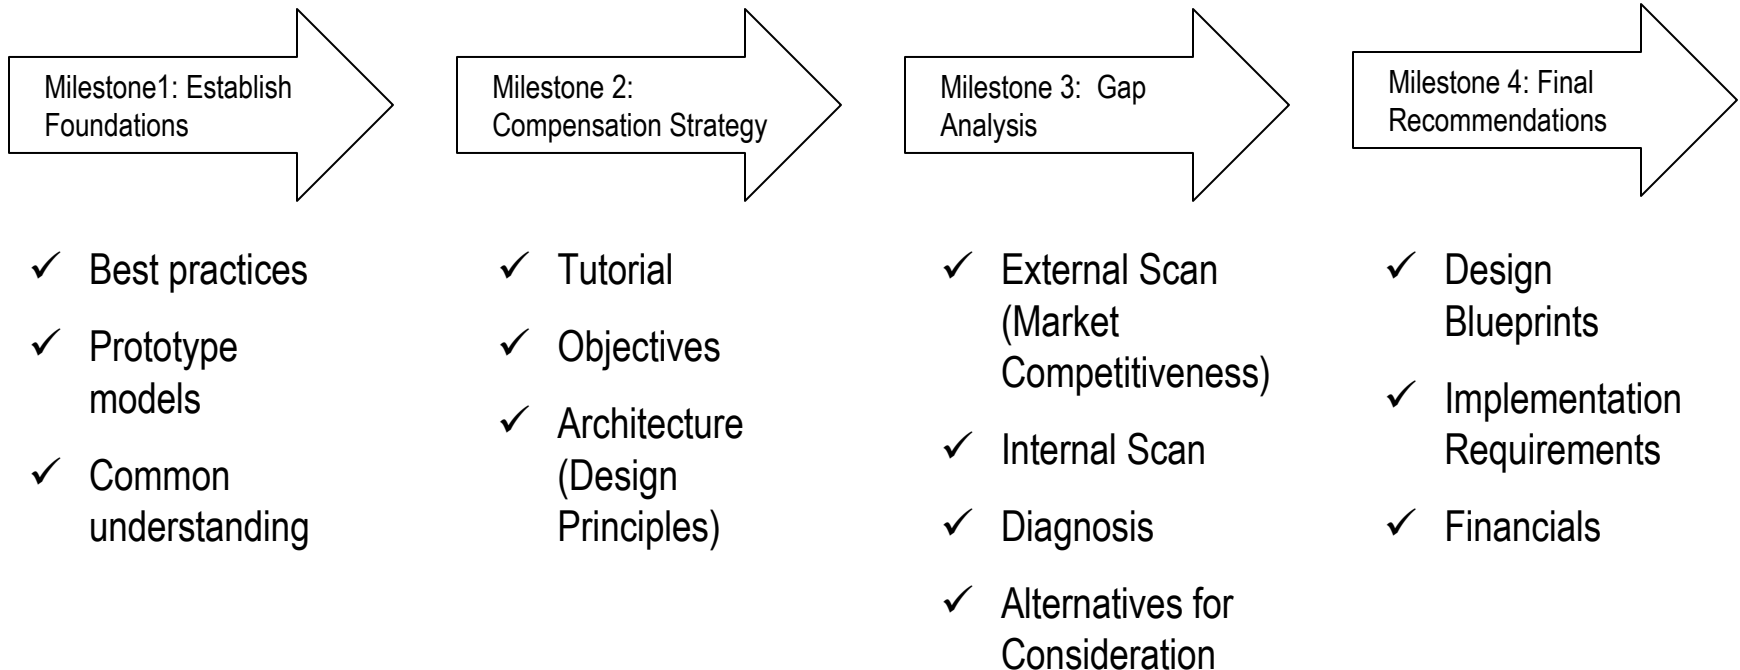 Milestone1: Establish
Foundations
Milestone 2:
Compensation Strategy
Milestone 3:  Gap
Analysis
Milestone 4: Final
Recommendations
Best practices
Prototype
models
Common
understanding
Tutorial
Objectives
Architecture
(Design
Principles)
External Scan
(Market
Competitiveness)
Internal Scan
Diagnosis
Alternatives for
Consideration
Design
Blueprints
Implementation
Requirements
Financials